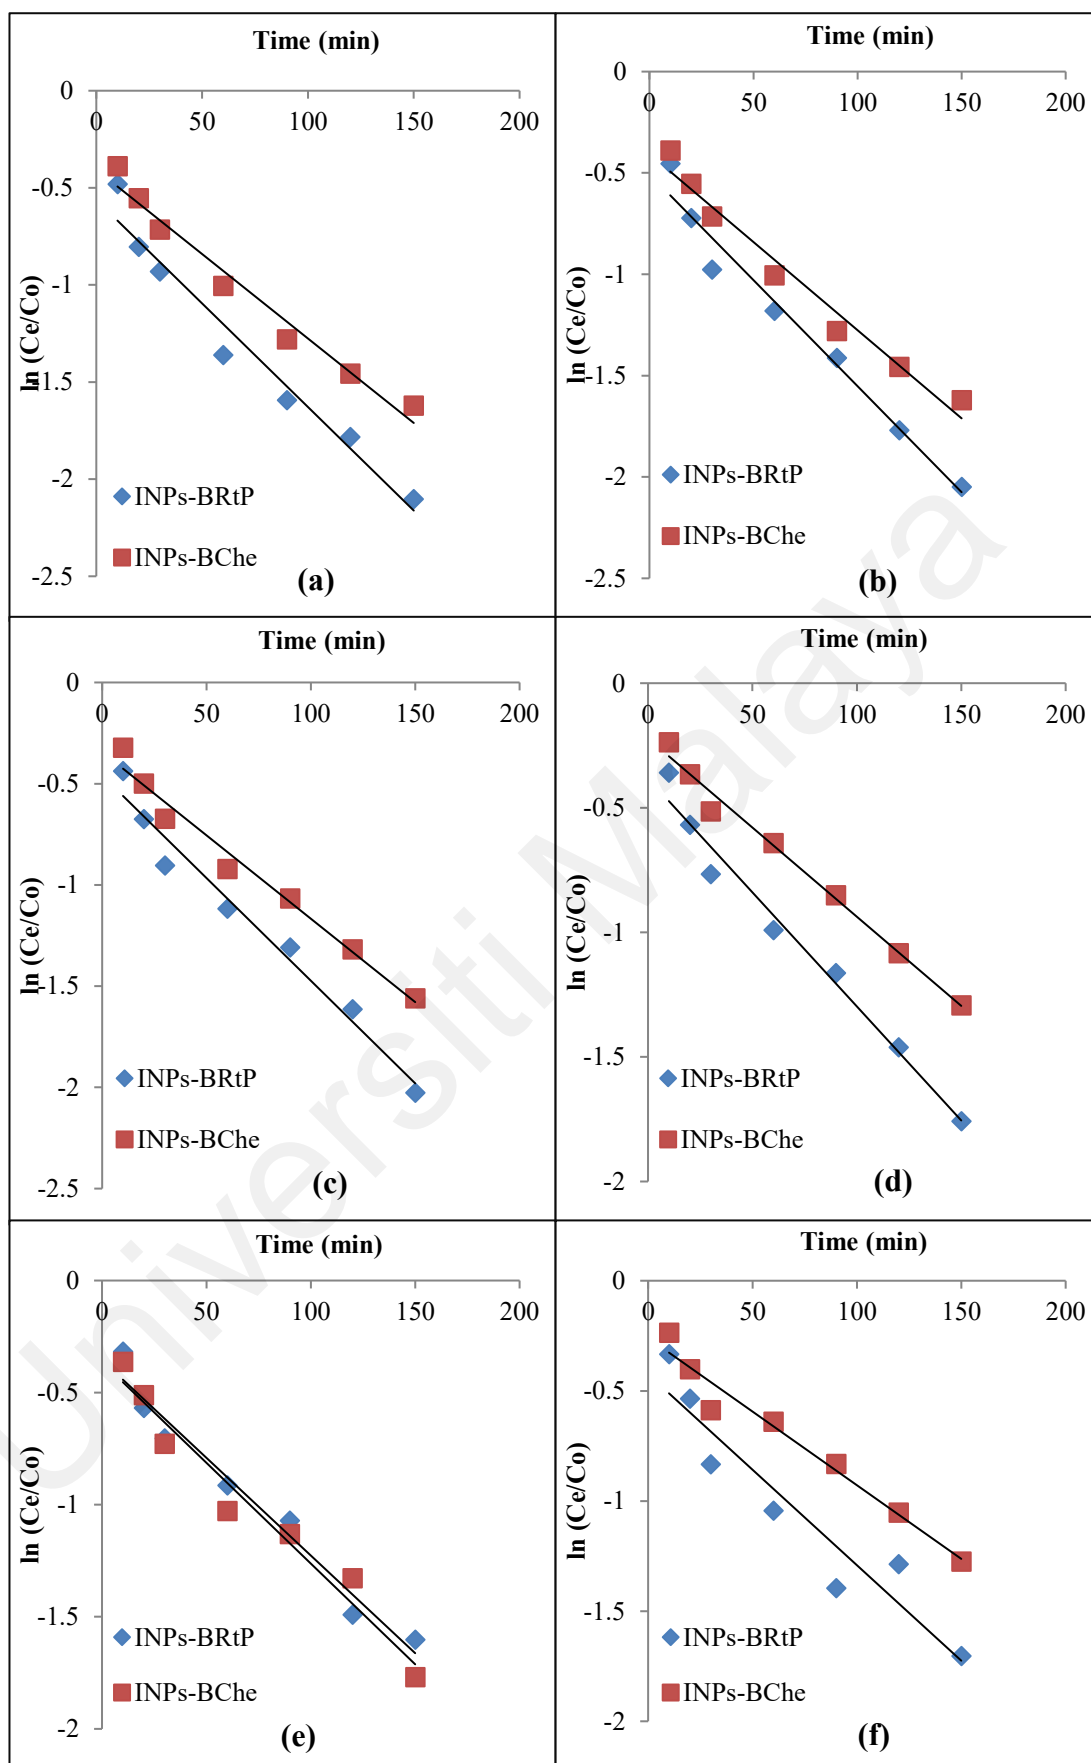 Time (min)
0
0 50 100 150 200
-0.5
-1
-1.5
-2
-2.5
ln (Ce/Co)
INPs-BRtP
INPs-BChe
(a)
Time (min)
0
0 50 100 150 200
-0.5
-1
-1.5
-2
-2.5
ln (Ce/Co)
INPs-BRtP
INPs-BChe
(b)
Time (min)
0
0 50 100 150 200
-0.5
-1
-1.5
-2
-2.5
ln (Ce/Co)
INPs-BRtP
INPs-BChe
(c)
Time (min)
0
0 50 100 150 200
-0.5
-1
-1.5
-2
ln (Ce/Co)
INPs-BRtP
INPs-BChe
(d)
Time (min)
0
0 50 100 150 200
-0.5
-1
-1.5
-2
ln (Ce/Co)
INPs-BRtP
INPs-BChe
(e)
Time (min)
0
0 50 100 150 200
-0.5
-1
-1.5
-2
ln (Ce/Co)
INPs-BRtP
INPs-BChe
(f)
Universiti Malaya